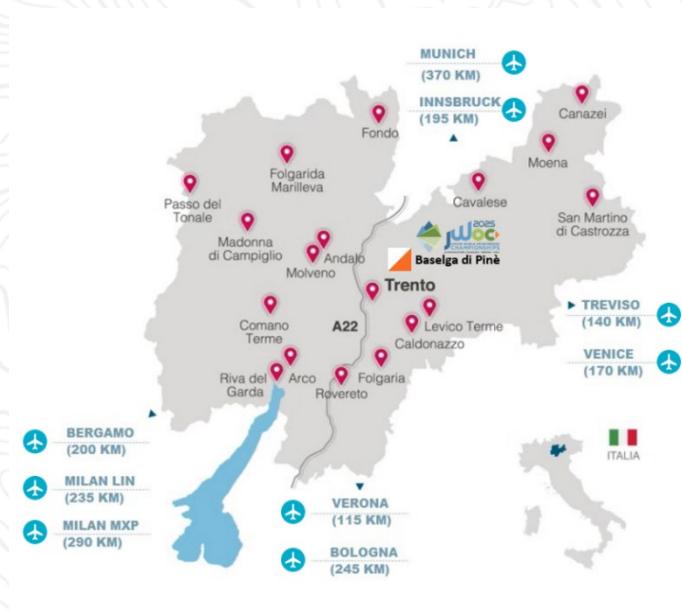 MUNICH
(370 KM)
INNSBRUCK
(195 KM)
Canazei
Fondo
Moena
Folgarida
Marilleva
Passo del
Tonale
Cavalese
San Martino
di Castrozza
Madonna
di Campiglio
2025
JWOC
Andalo
Molveno
Baselga di Pinè
Trento
Comano
Terme
A22
Levico Terme
Caldonazzo
TREVISO
(140 KM)
VENICE
(170 KM)
Riva del
Garda
Arco
Rovereto
Folgaria
BERGAMO
(200 KM)
MILAN LIN
(235 KM)
MILAN MXP
(290 KM)
VERONA
(115 KM)
BOLOGNA
(245 KM)
ITALIA